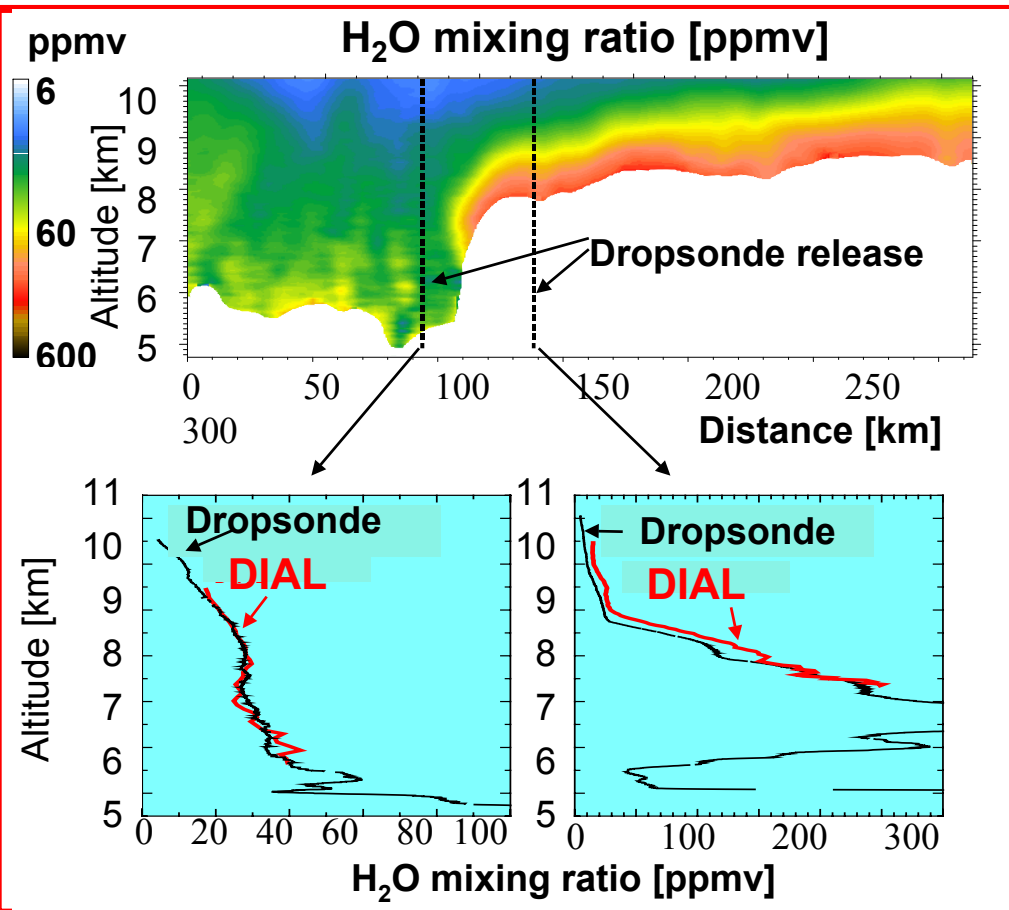 ppmv
H₂O mixing ratio [ppmv]
6
60
600
Altitude [km]
10
9
8
7
6
5
Dropsonde release
0 50 100 150 200 250
300
Distance [km]
Altitude [km]
11
10
9
8
7
6
5
Dropsonde
DIAL
0 20 40 60 80 100
11
10
9
8
7
6
5
Dropsonde
DIAL
0 100 200 300
H₂O mixing ratio [ppmv]